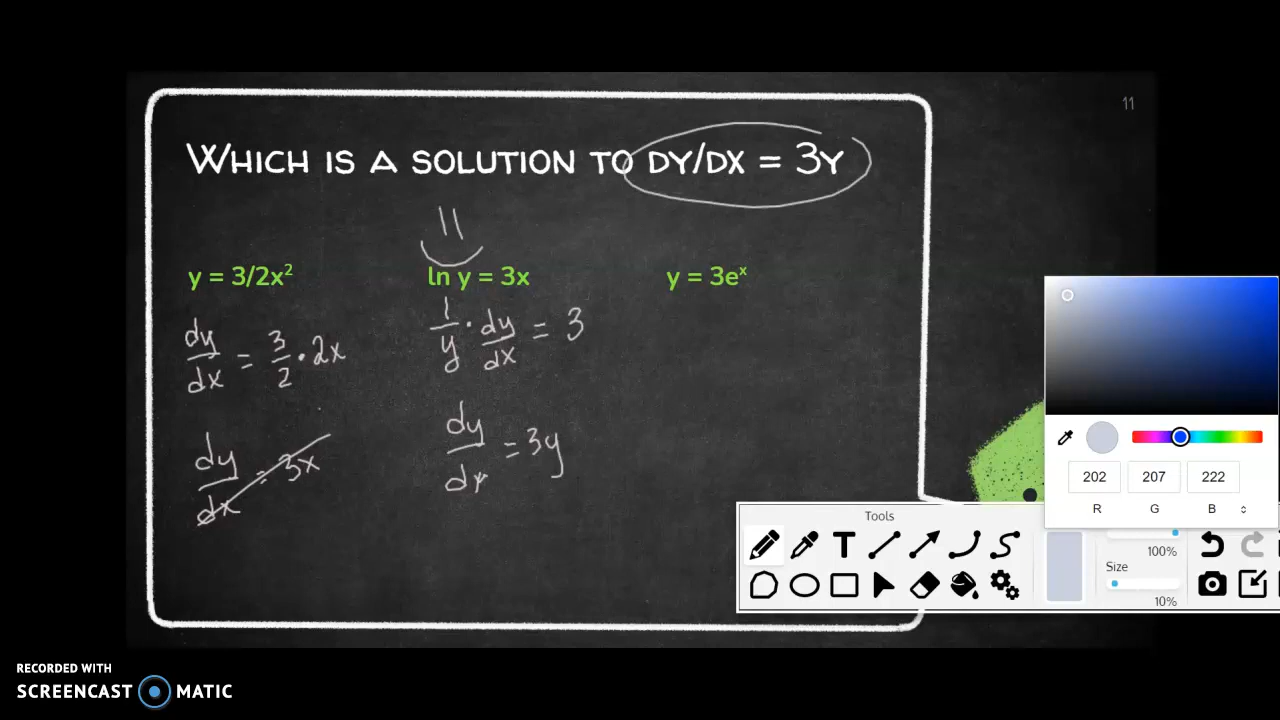 11
WHICH IS A SOLUTION TO DY/DX = 3Y
y = 3/2x²
ln y = 3x
y = 3eˣ
dy/dx = 3/2 · 2x
1/y · dy/dx = 3
dy/dx = 3x
dy/dx = 3y
202 207 222
R G B
Tools
100%
Size
10%
RECORDED WITH
SCREENCAST MATIC